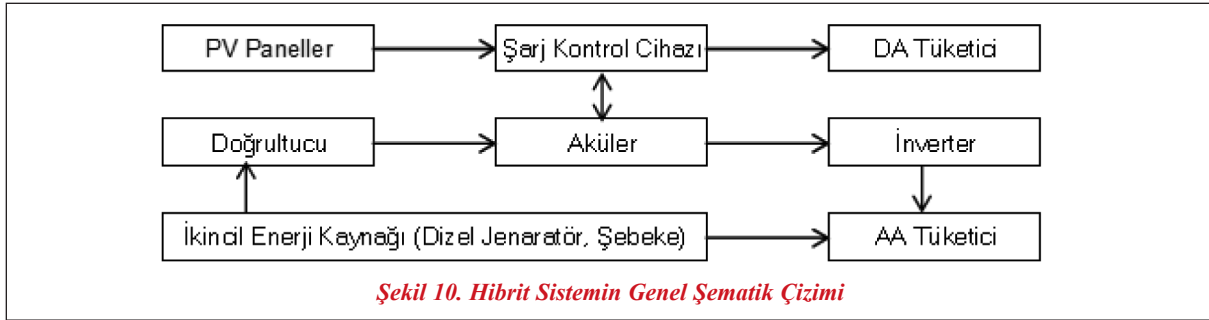 PV Paneller
Şarj Kontrol Cihazı
DA Tüketici
Doğrultucu
Aküler
İnverter
İkincil Enerji Kaynağı (Dizel Jenaratör, Şebeke)
AA Tüketici
Şekil 10. Hibrit Sistemin Genel Şematik Çizimi